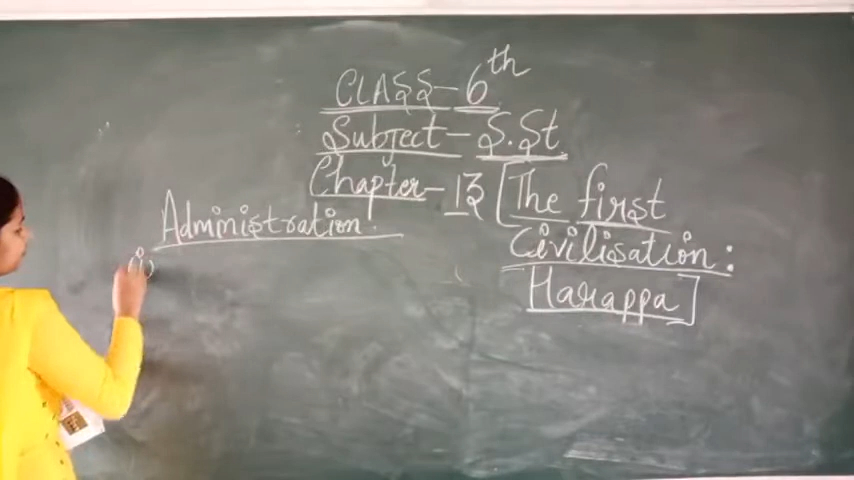 CLASS-6th
Subject-S.St
Chapter-13 [The first
Civilisation:
Harappa]
Administration.
(i)